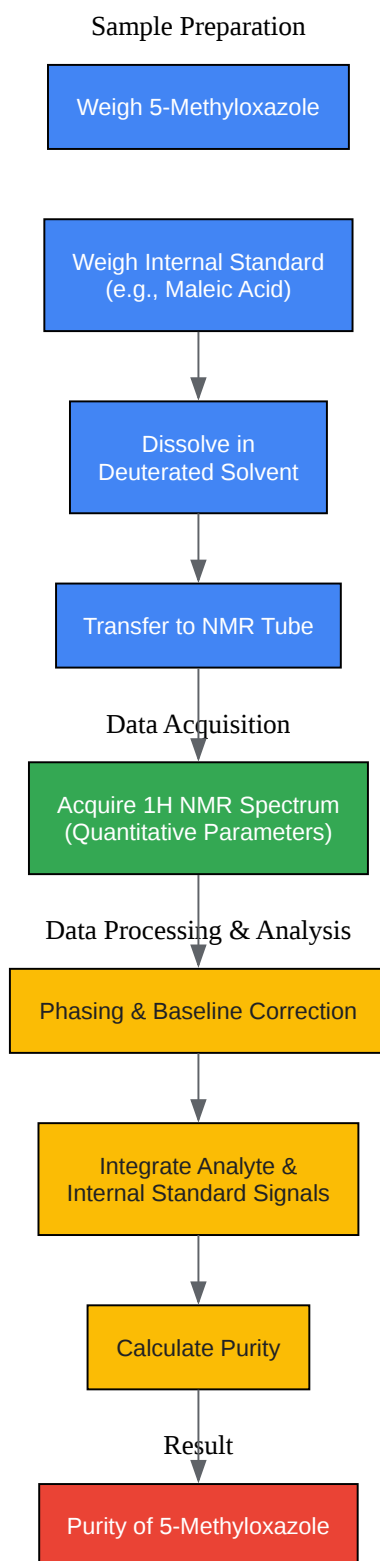 Sample Preparation
Weigh 5-Methyloxazole
Weigh Internal Standard
(e.g., Maleic Acid)
Dissolve in
Deuterated Solvent
Transfer to NMR Tube
Data Acquisition
Acquire 1H NMR Spectrum
(Quantitative Parameters)
Data Processing & Analysis
Phasing & Baseline Correction
Integrate Analyte &
Internal Standard Signals
Calculate Purity
Result
Purity of 5-Methyloxazole